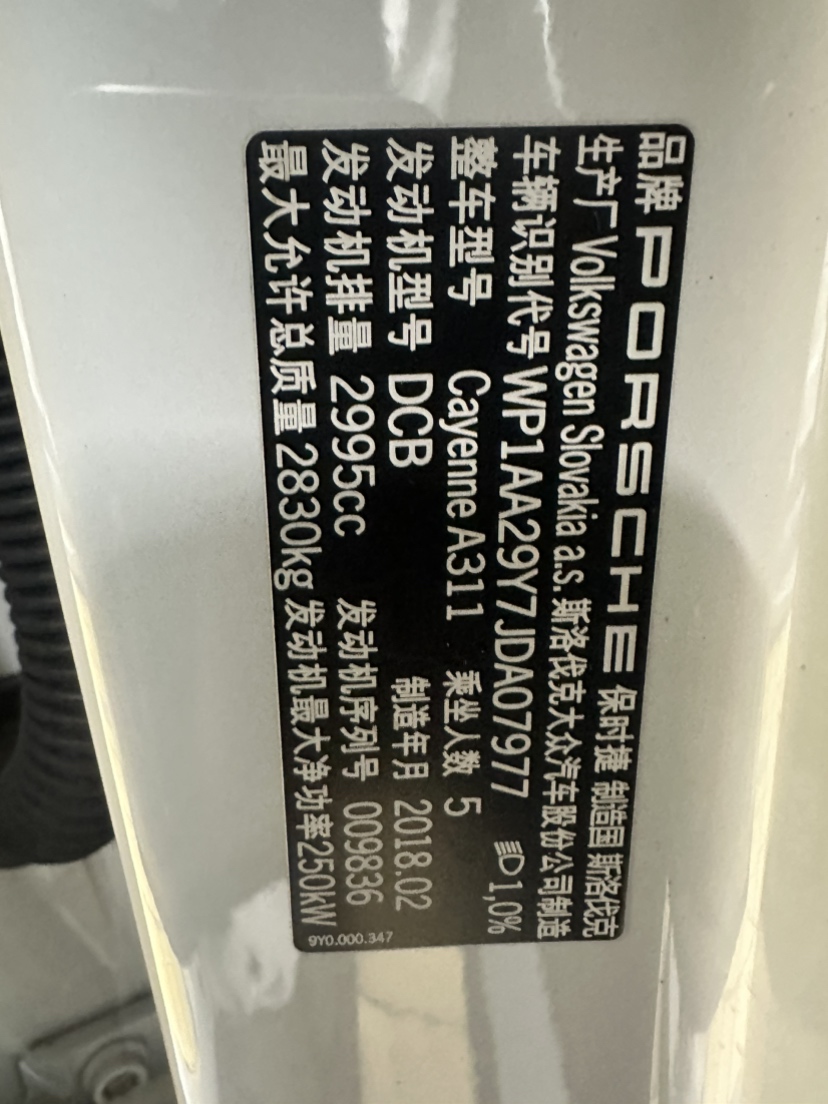 品牌 PORSCHE 保时捷 制造国 斯洛伐克
生产厂 Volkswagen Slovakia a.s. 斯洛伐克大众汽车股份公司制造
车辆识别代号 WP1AA29Y7JDA07977 1,0%
整车型号 Cayenne A311 乘坐人数 5
发动机型号 DCB 制造年月 2018.02
发动机排量 2995cc 发动机序列号 009836
最大允许总质量 2830kg 发动机最大净功率250kW
9Y0.000.347